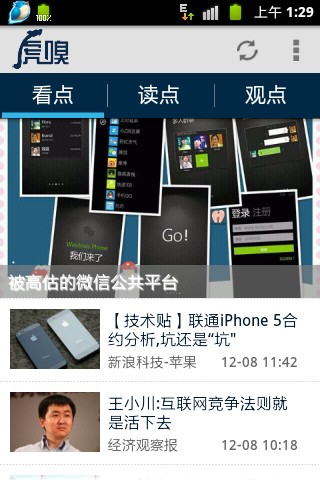 100%
上午 1:29
虎嗅
看点
读点
观点
Go!
Windows Phone
我们来了
登录 注册
被高估的微信公共平台
【技术贴】联通iPhone 5合
约分析,坑还是“坑"
新浪科技-苹果
12-08 11:42
王小川:互联网竞争法则就
是活下去
经济观察报
12-08 10:18